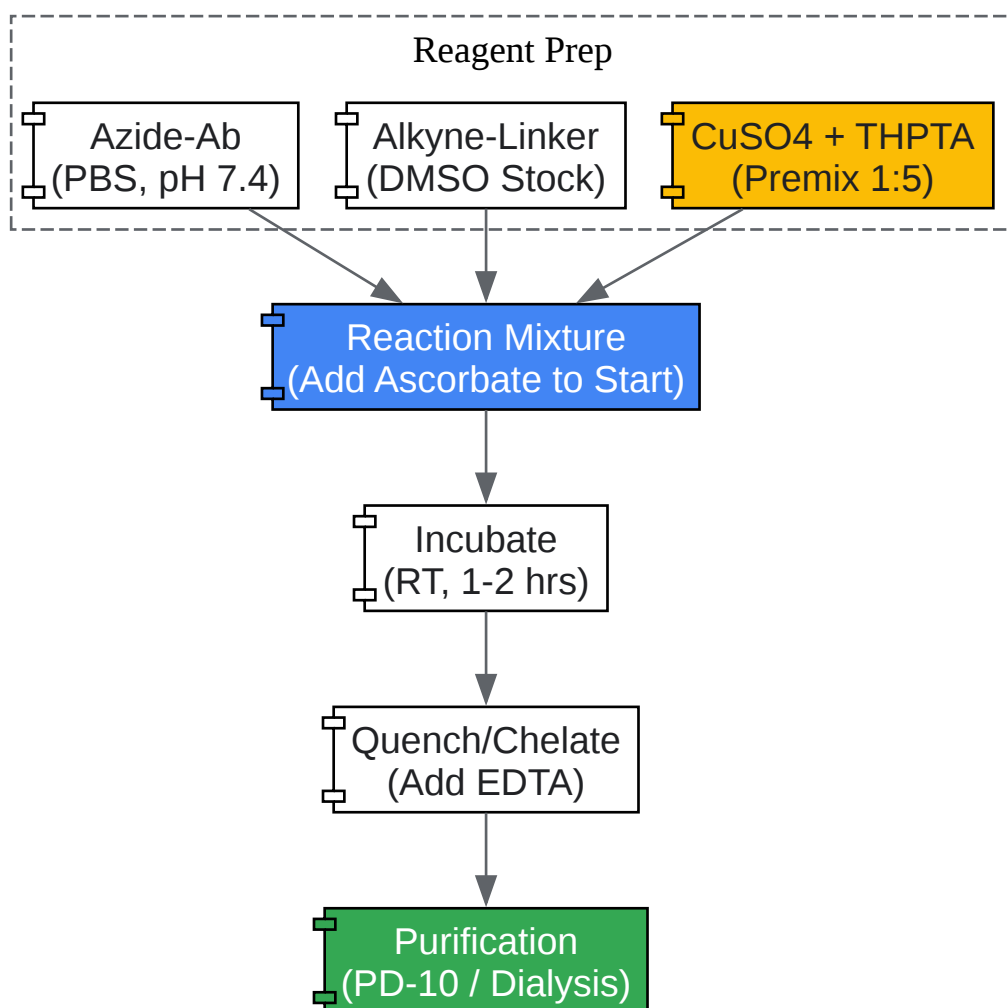 Reagent Prep
Azide-Ab
(PBS, pH 7.4)
Alkyne-Linker
(DMSO Stock)
CuSO4 + THPTA
(Premix 1:5)
Reaction Mixture
(Add Ascorbate to Start)
Incubate
(RT, 1-2 hrs)
Quench/Chelate
(Add EDTA)
Purification
(PD-10 / Dialysis)